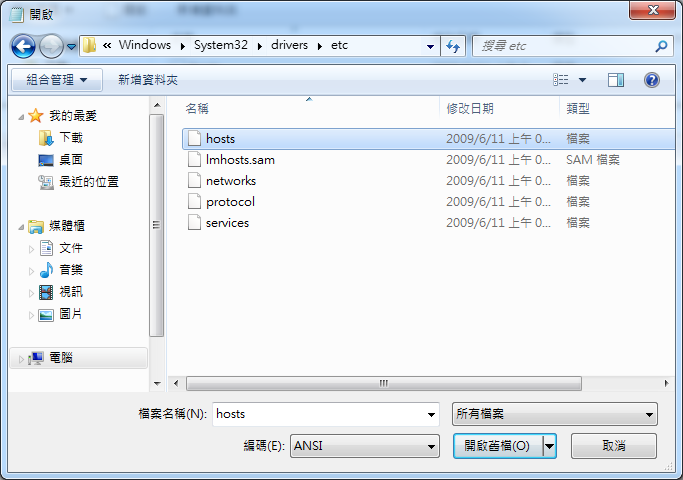 開啟
« Windows ▸ System32 ▸ drivers ▸ etc
搜尋 etc
組合管理
新增資料夾
我的最愛
下載
桌面
最近的位置
媒體櫃
文件
音樂
視訊
圖片
電腦
名稱 修改日期 類型
hosts 2009/6/11 上午 0... 檔案
lmhosts.sam 2009/6/11 上午 0... SAM 檔案
networks 2009/6/11 上午 0... 檔案
protocol 2009/6/11 上午 0... 檔案
services 2009/6/11 上午 0... 檔案
檔案名稱(N): hosts 所有檔案
編碼(E): ANSI 開啟舊檔(O) 取消